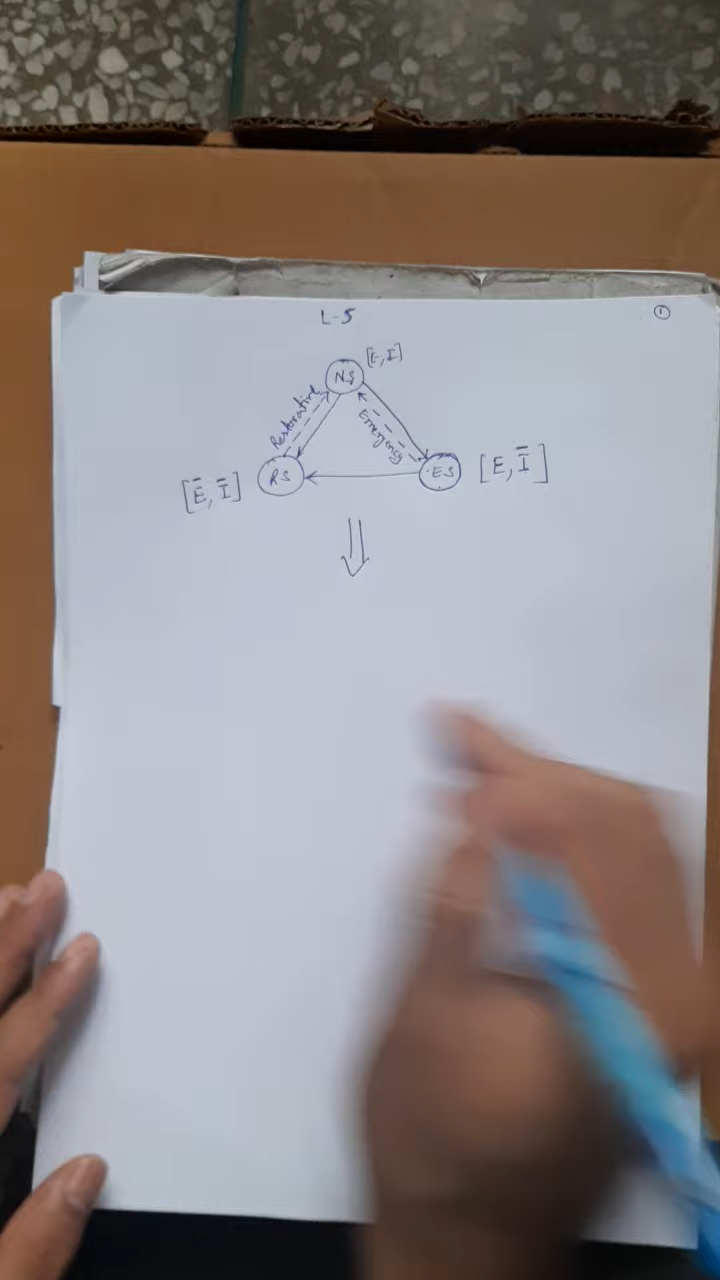 L-5
①
[E, I]
NS
Restorative
Emergency
RS
[E̅, I̅]
ES
[E, I̅]